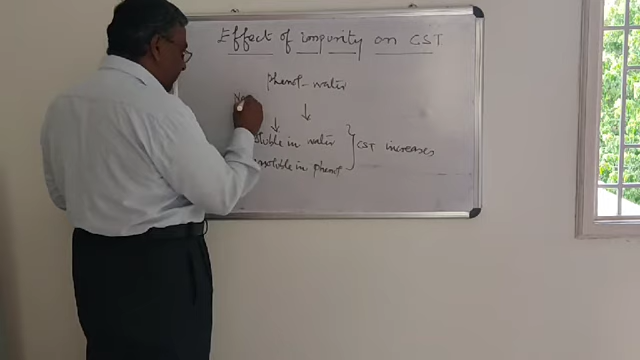 Effect of impurity on CST
phenol-water
N
soluble in water
insoluble in phenol
CST increases